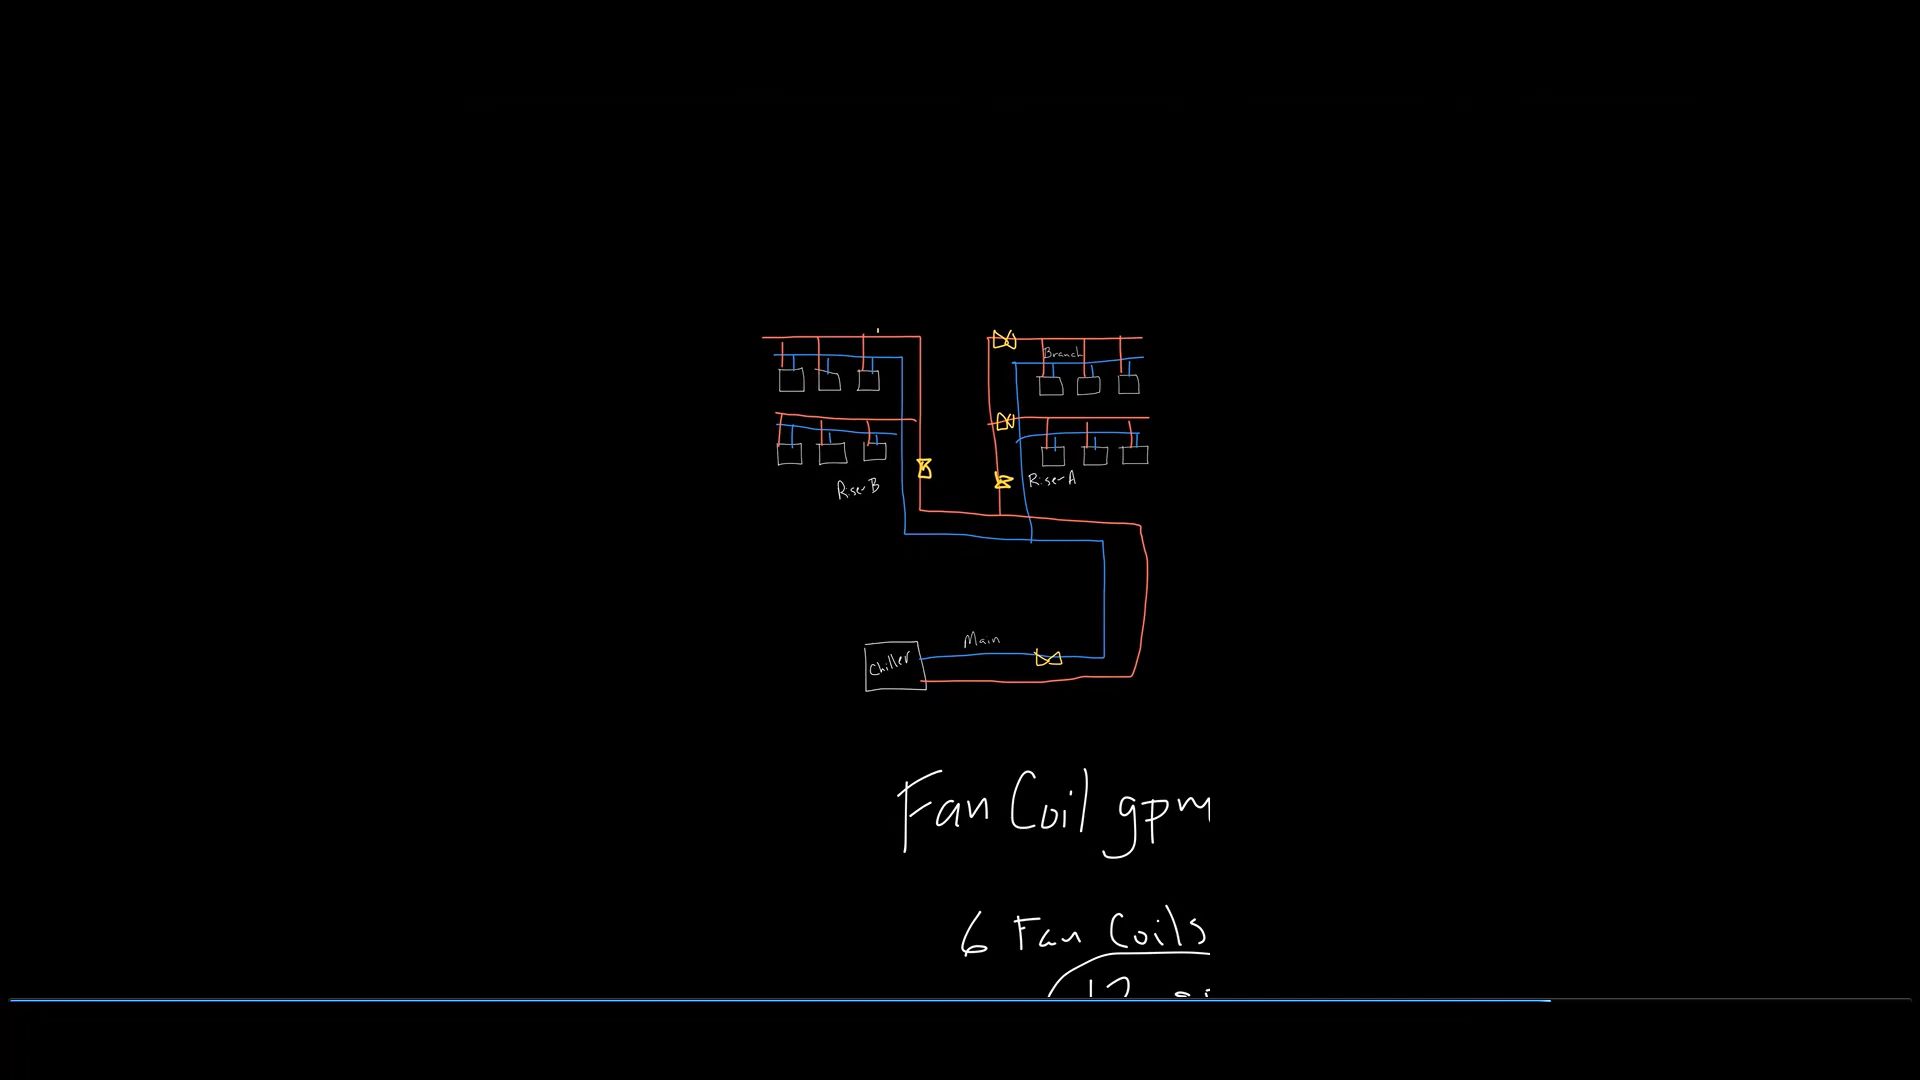 Branch
Riser B
Riser A
Main
Chiller
Fan Coil gpm
6 Fan Coils